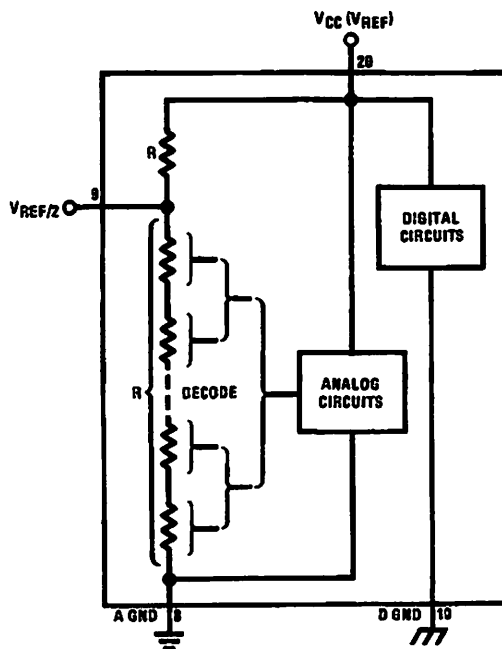 VCC (VREF)
20
R
9
VREF/2
DIGITAL
CIRCUITS
R
DECODE
ANALOG
CIRCUITS
A GND
8
D GND
10